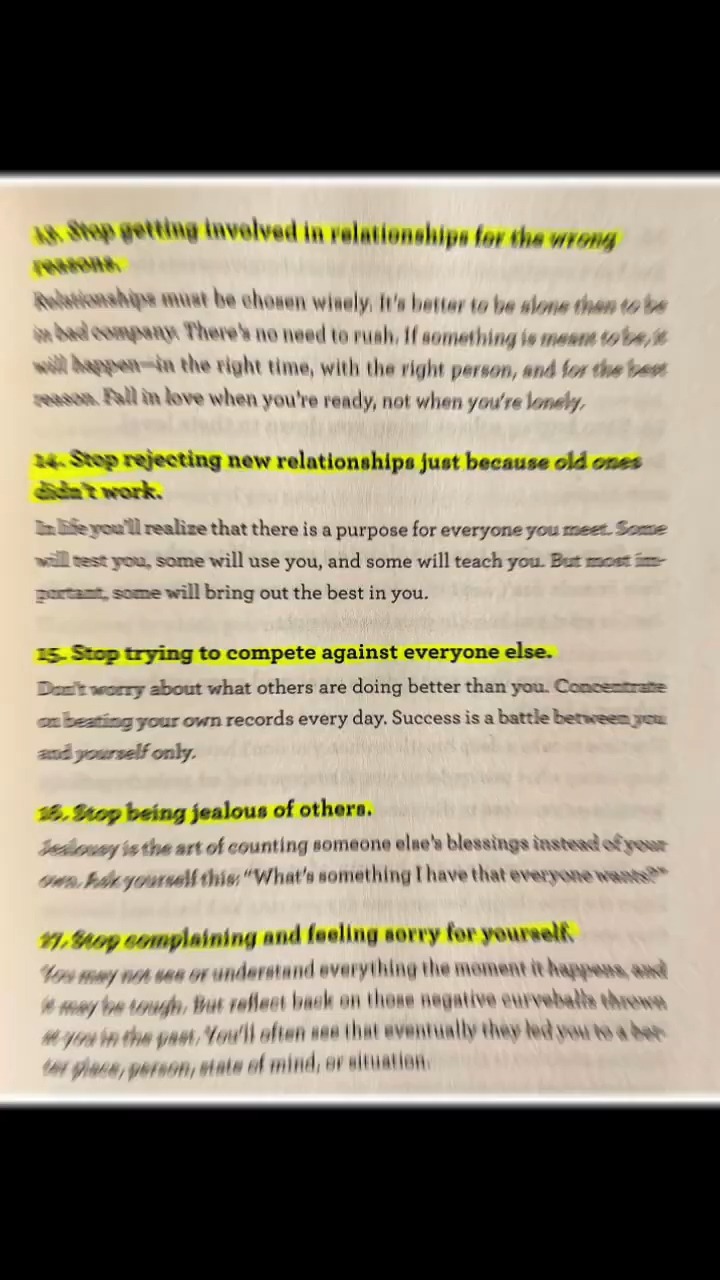 13. Stop getting involved in relationships for the wrong
reasons.
Relationships must be chosen wisely. It's better to be alone than to be
in bad company. There's no need to rush. If something is meant to be, it
will happen—in the right time, with the right person, and for the best
reason. Fall in love when you're ready, not when you're lonely.
14. Stop rejecting new relationships just because old ones
didn't work.
In life you'll realize that there is a purpose for everyone you meet. Some
will test you, some will use you, and some will teach you. But most im-
portant, some will bring out the best in you.
15. Stop trying to compete against everyone else.
Don't worry about what others are doing better than you. Concentrate
on beating your own records every day. Success is a battle between you
and yourself only.
16. Stop being jealous of others.
Jealousy is the art of counting someone else's blessings instead of your
own. Ask yourself this: "What's something I have that everyone wants?"
17. Stop complaining and feeling sorry for yourself.
You may not see or understand everything the moment it happens, and
it may be tough. But reflect back on those negative curveballs thrown
at you in the past. You'll often see that eventually they led you to a bet-
ter place, person, state of mind, or situation.